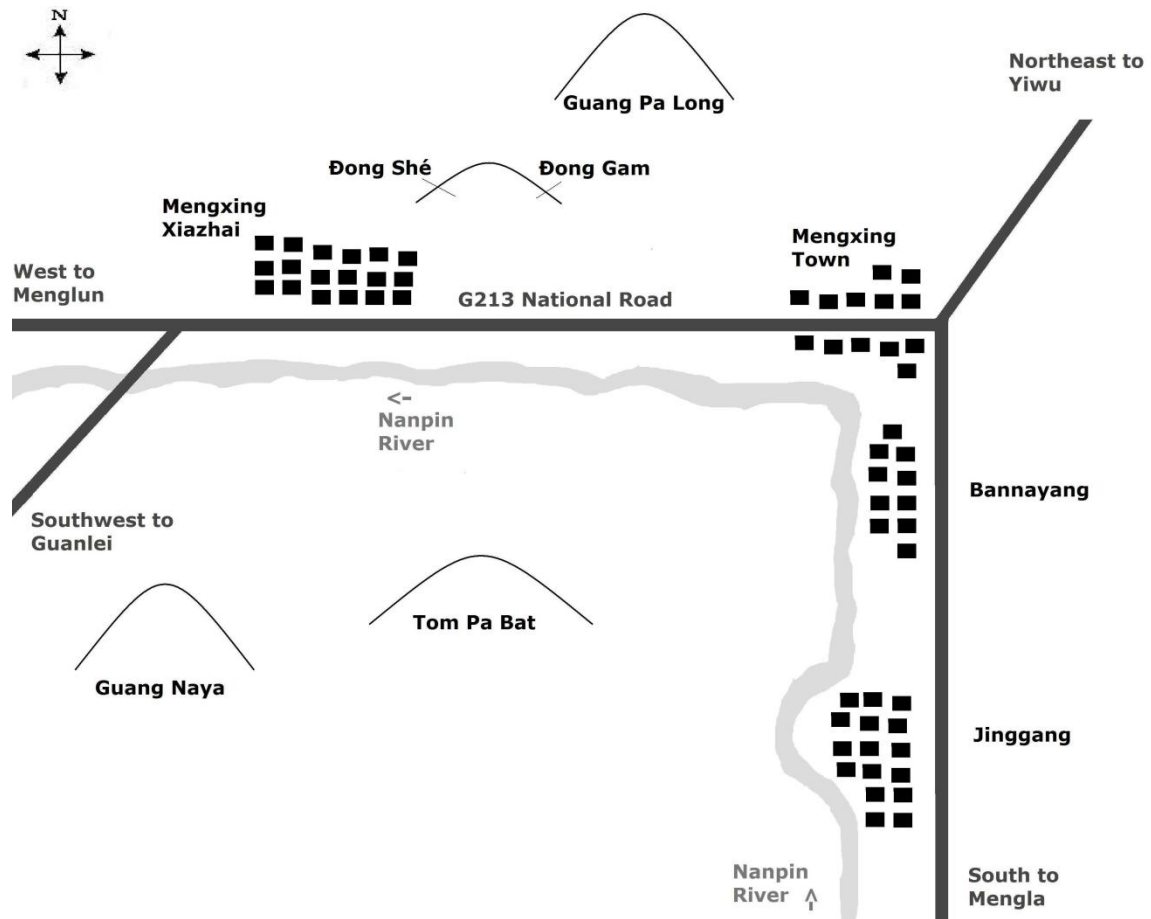 N
Northeast to
Yiwu
Guang Pa Long
Đong Shé
Đong Gam
Mengxing
Xiazhai
Mengxing
Town
West to
Menglun
G213 National Road
<-
Nanpin
River
Bannayang
Southwest to
Guanlei
Tom Pa Bat
Guang Naya
Jinggang
Nanpin
River
South to
Mengla